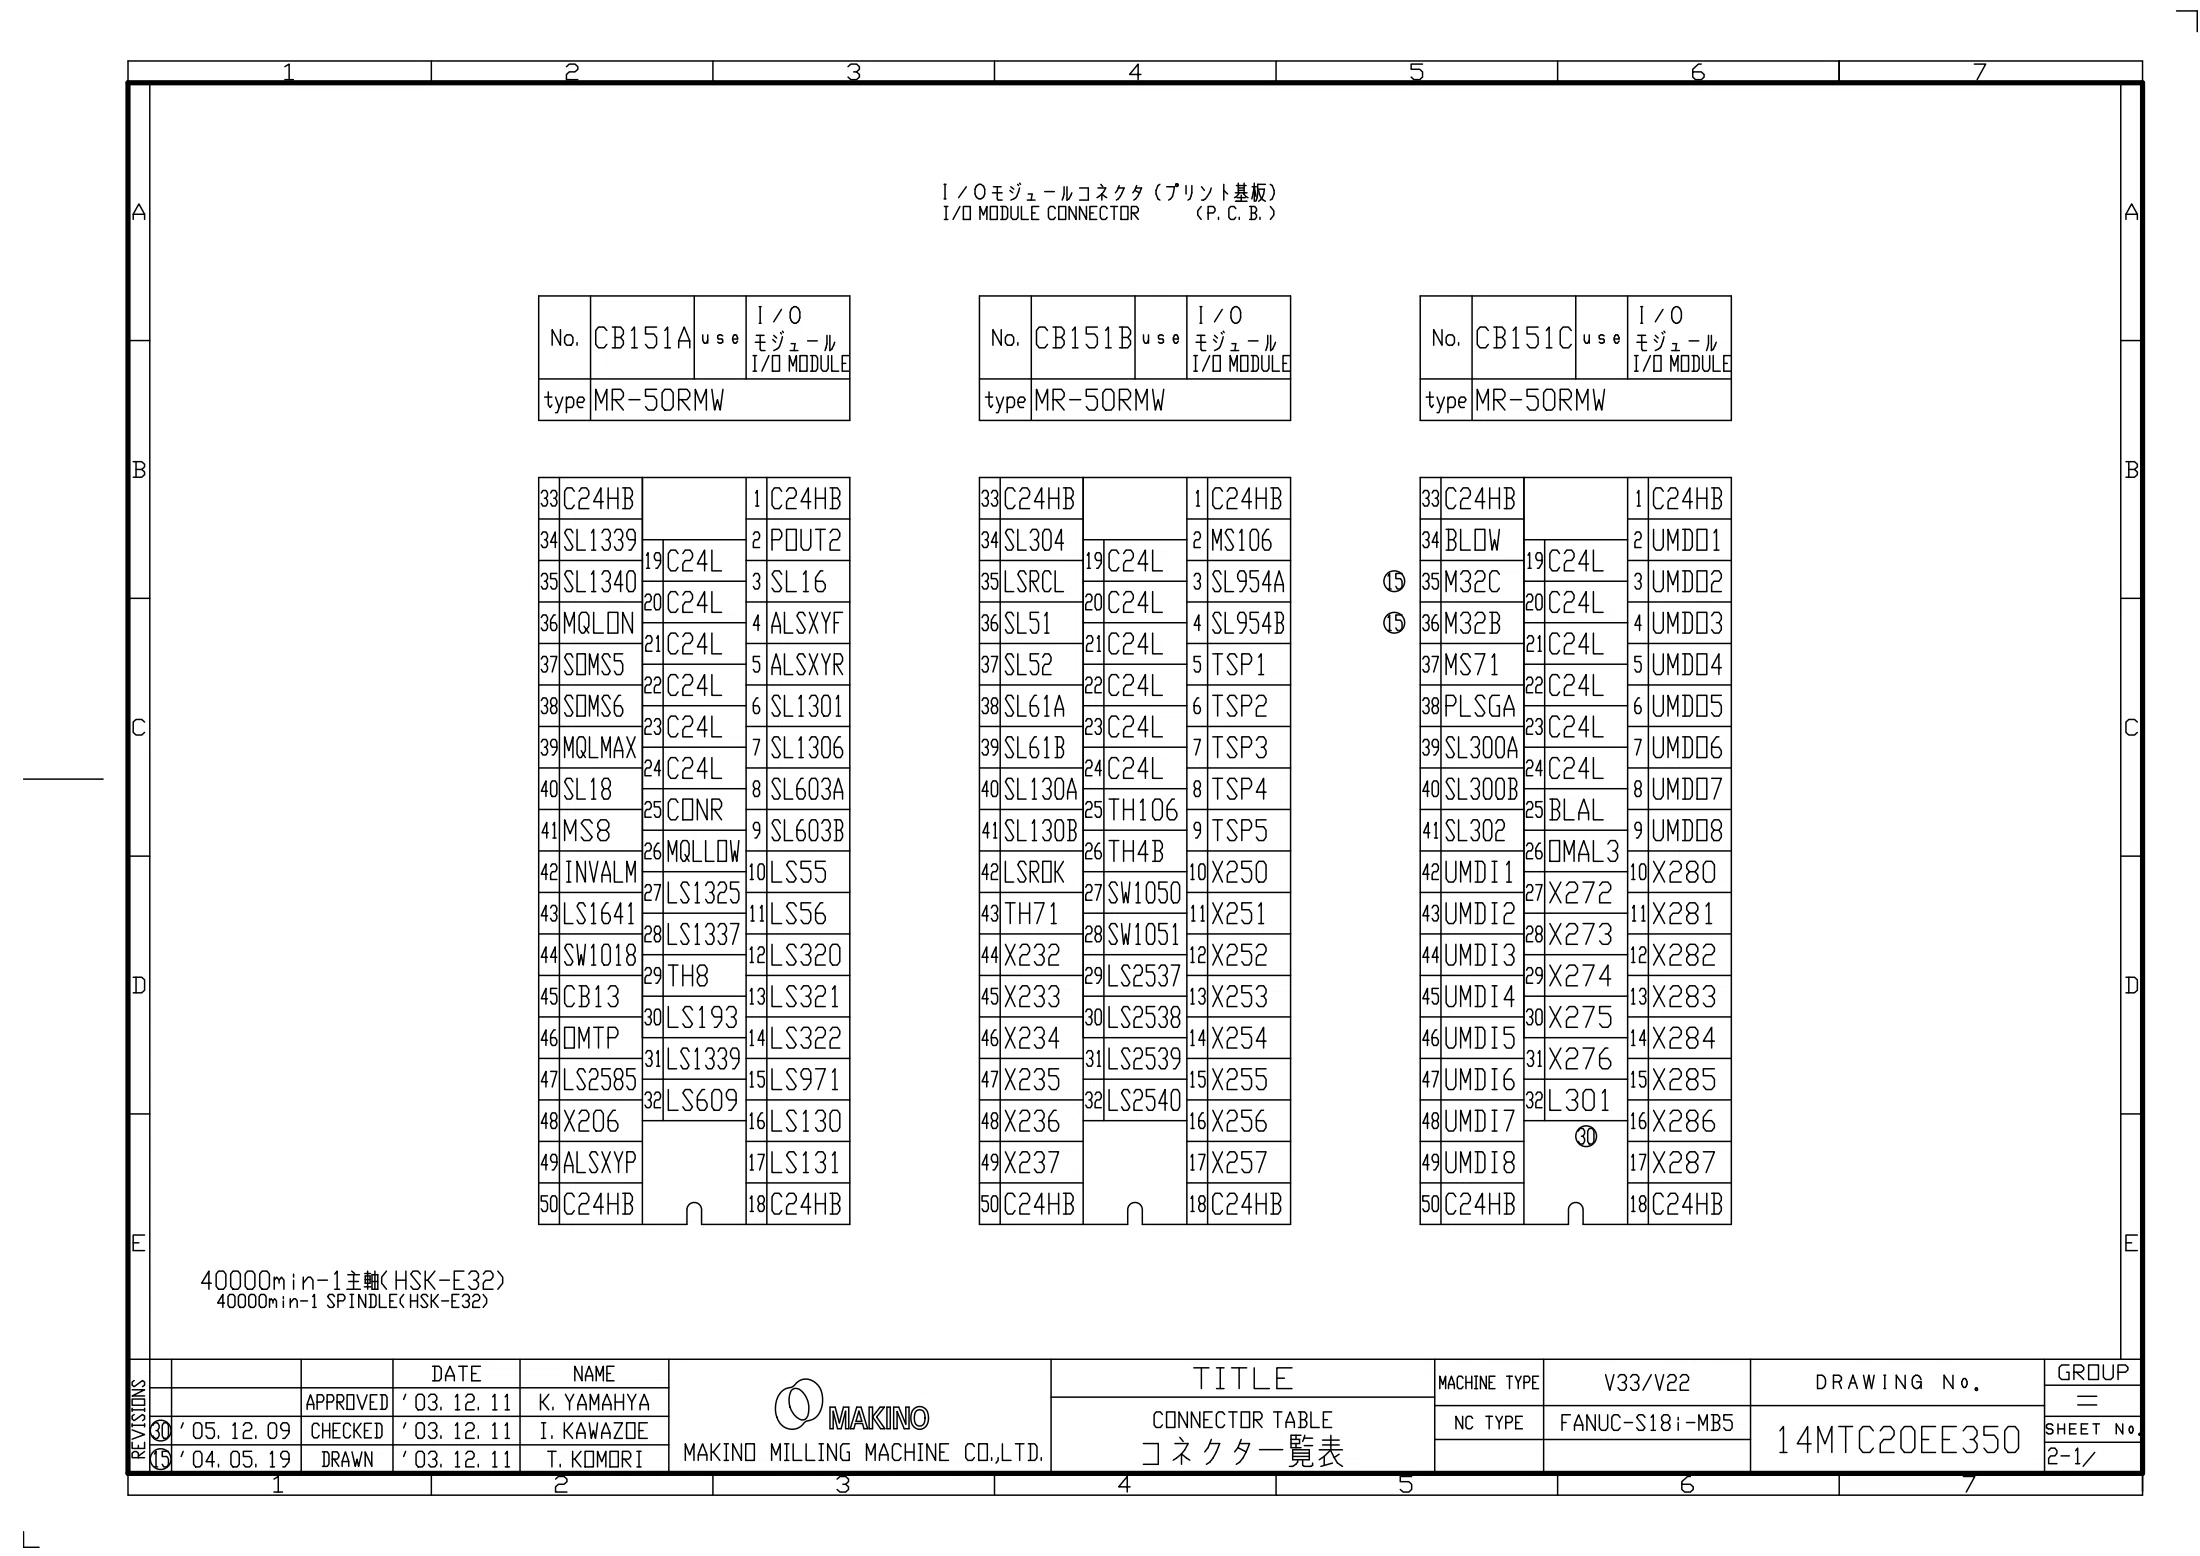 1 2 3 4 5 6 7
A A
B B
C C
D D
E E
I/Oモジュールコネクタ(プリント基板)
I/O MODULE CONNECTOR (P.C.B.)
No. CB151A use I/O モジュール I/O MODULE
type MR-50RMW
33 C24HB 1 C24HB
34 SL1339 2 POUT2
19 C24L
35 SL1340 3 SL16
20 C24L
36 MQLON 4 ALSXYF
21 C24L
37 SOMS5 5 ALSXYR
22 C24L
38 SOMS6 6 SL1301
23 C24L
39 MQLMAX 7 SL1306
24 C24L
40 SL18 8 SL603A
25 CONR
41 MS8 9 SL603B
26 MQLLOW
42 INVALM 10 LS55
27 LS1325
43 LS1641 11 LS56
28 LS1337
44 SW1018 12 LS320
29 TH8
45 CB13 13 LS321
30 LS193
46 OMTP 14 LS322
31 LS1339
47 LS2585 15 LS971
32 LS609
48 X206 16 LS130
49 ALSXYP 17 LS131
50 C24HB 18 C24HB
No. CB151B use I/O モジュール I/O MODULE
type MR-50RMW
33 C24HB 1 C24HB
34 SL304 2 MS106
19 C24L
35 LSRCL 3 SL954A
20 C24L
36 SL51 4 SL954B
21 C24L
37 SL52 5 TSP1
22 C24L
38 SL61A 6 TSP2
23 C24L
39 SL61B 7 TSP3
24 C24L
40 SL130A 8 TSP4
25 TH106
41 SL130B 9 TSP5
26 TH4B
42 LSROK 10 X250
27 SW1050
43 TH71 11 X251
28 SW1051
44 X232 12 X252
29 LS2537
45 X233 13 X253
30 LS2538
46 X234 14 X254
31 LS2539
47 X235 15 X255
32 LS2540
48 X236 16 X256
49 X237 17 X257
50 C24HB 18 C24HB
No. CB151C use I/O モジュール I/O MODULE
type MR-50RMW
33 C24HB 1 C24HB
34 BLOW 2 UMDO1
19 C24L
⑮ 35 M32C 3 UMDO2
20 C24L
⑮ 36 M32B 4 UMDO3
21 C24L
37 MS71 5 UMDO4
22 C24L
38 PLSGA 6 UMDO5
23 C24L
39 SL300A 7 UMDO6
24 C24L
40 SL300B 8 UMDO7
25 BLAL
41 SL302 9 UMDO8
26 OMAL3
42 UMDI1 10 X280
27 X272
43 UMDI2 11 X281
28 X273
44 UMDI3 12 X282
29 X274
45 UMDI4 13 X283
30 X275
46 UMDI5 14 X284
31 X276
47 UMDI6 15 X285
32 L301
48 UMDI7 16 X286
㉚
49 UMDI8 17 X287
50 C24HB 18 C24HB
40000min-1主軸(HSK-E32)
40000min-1 SPINDLE(HSK-E32)
REVISIONS
DATE NAME
APPROVED '03.12.11 K.YAMAHYA
㉚ '05.12.09 CHECKED '03.12.11 I.KAWAZOE
⑮ '04.05.19 DRAWN '03.12.11 T.KOMORI
MAKINO
MAKINO MILLING MACHINE CO.,LTD.
TITLE
CONNECTOR TABLE
コネクタ一覧表
MACHINE TYPE V33/V22
NC TYPE FANUC-S18i-MB5
DRAWING No.
14MTC20EE350
GROUP
=
SHEET No.
2-1/
1 2 3 4 5 6 7